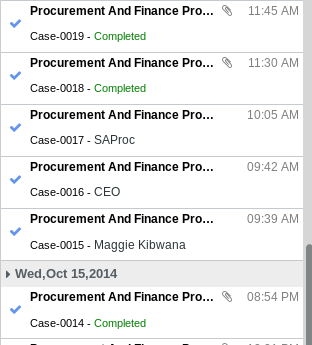 Procurement And Finance Pro... 11:45 AM
Case-0019 - Completed
Procurement And Finance Pro... 11:30 AM
Case-0018 - Completed
Procurement And Finance Pro... 10:05 AM
Case-0017 - SAProc
Procurement And Finance Pro... 09:42 AM
Case-0016 - CEO
Procurement And Finance Pro... 09:39 AM
Case-0015 - Maggie Kibwana
Wed,Oct 15,2014
Procurement And Finance Pro... 08:54 PM
Case-0014 - Completed